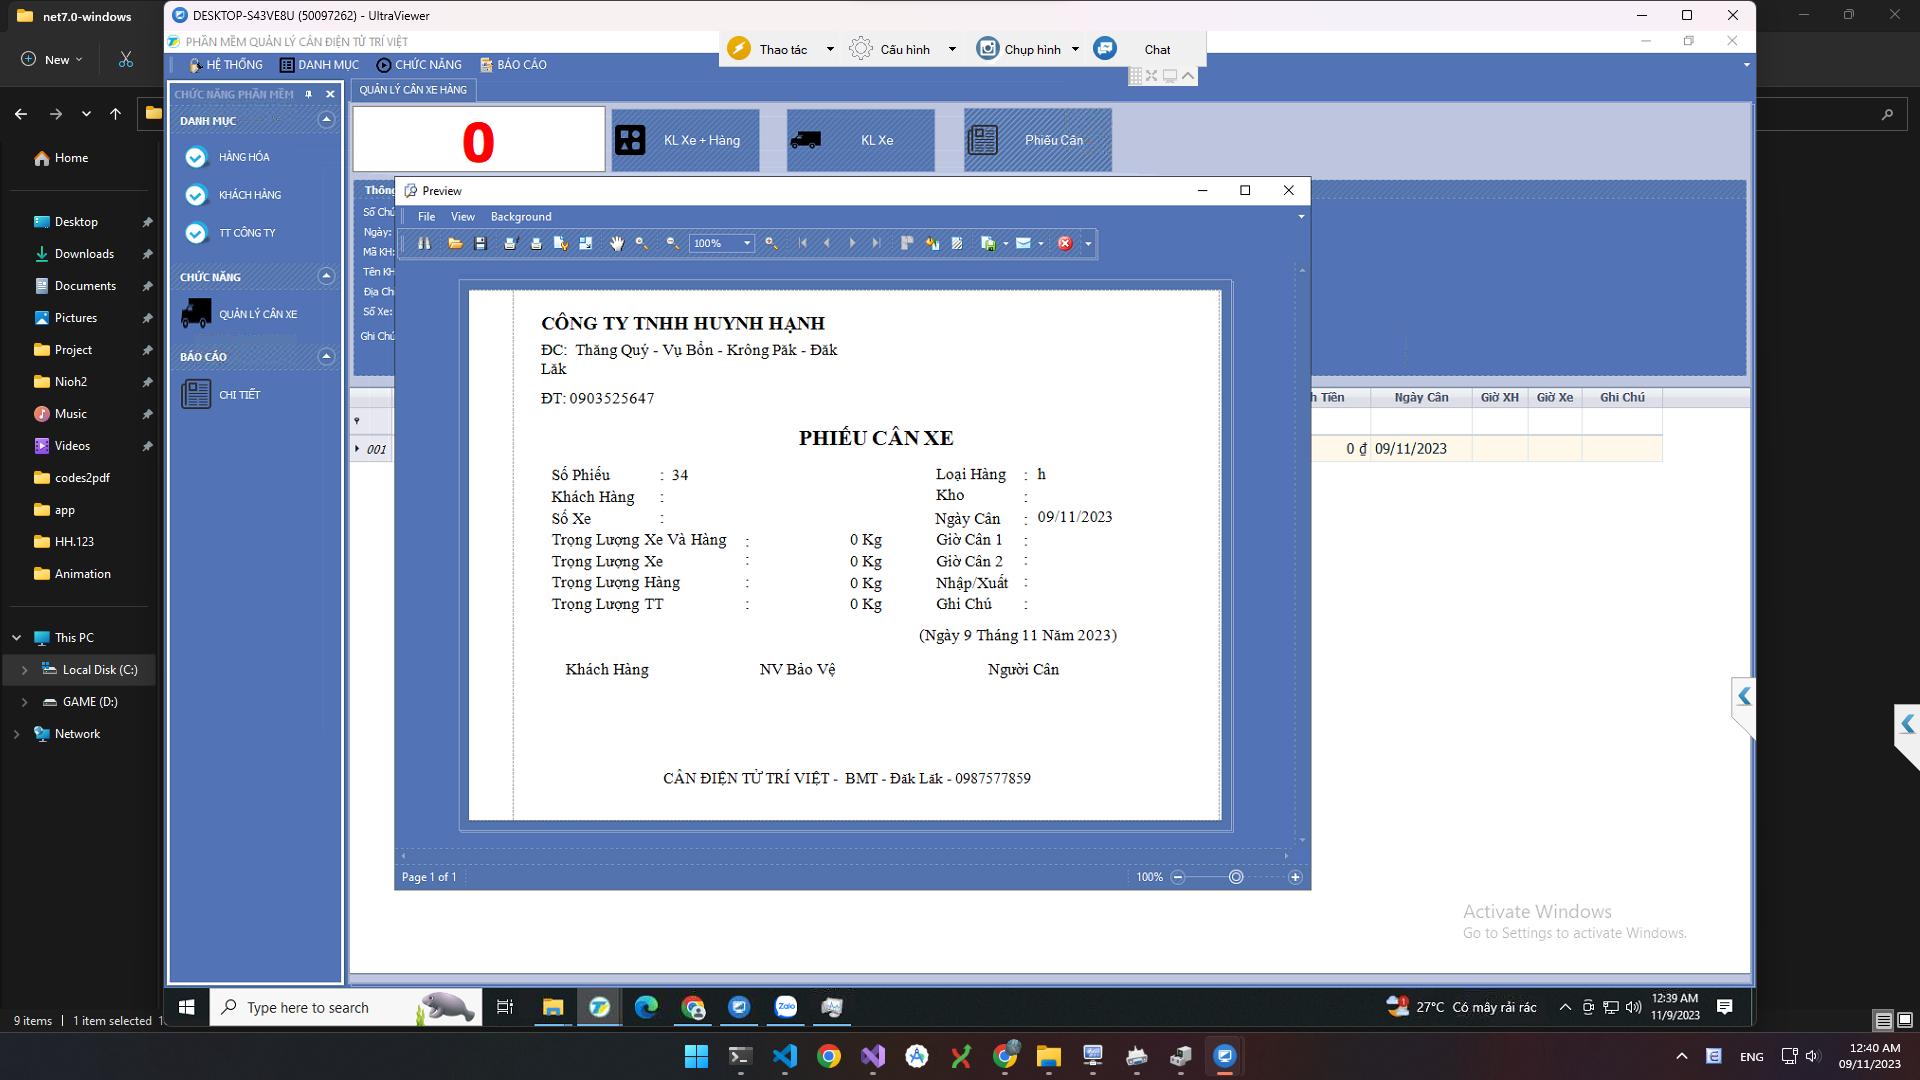 net7.0-windows
DESKTOP-S43VE8U (50097262) - UltraViewer
PHẦN MỀM QUẢN LÝ CÂN ĐIỆN TỬ TRÍ VIỆT
Thao tác
Cấu hình
Chụp hình
Chat
New
HỆ THỐNG
DANH MỤC
CHỨC NĂNG
BÁO CÁO
CHỨC NĂNG PHẦN MỀM
QUẢN LÝ CÂN XE HÀNG
DANH MỤC
HÀNG HÓA
KHÁCH HÀNG
TT CÔNG TY
CHỨC NĂNG
QUẢN LÝ CÂN XE
BÁO CÁO
CHI TIẾT
0
KL Xe + Hàng
KL Xe
Phiếu Cân
Home
Desktop
Downloads
Documents
Pictures
Project
Nioh2
Music
Videos
codes2pdf
app
HH.123
Animation
This PC
Local Disk (C:)
GAME (D:)
Network
9 items
1 item selected
Thông
Số Chứ
Ngày:
Mã KH:
Tên KH
Địa Ch
Số Xe:
Ghi Chú
Preview
File
View
Background
100%
CÔNG TY TNHH HUYNH HẠNH
ĐC: Thăng Quý - Vụ Bổn - Krông Păk - Đăk
Lăk
ĐT: 0903525647
PHIẾU CÂN XE
Số Phiếu : 34
Loại Hàng : h
Khách Hàng :
Kho :
Số Xe :
Ngày Cân : 09/11/2023
Trọng Lượng Xe Và Hàng : 0 Kg
Giờ Cân 1 :
Trọng Lượng Xe : 0 Kg
Giờ Cân 2 :
Trọng Lượng Hàng : 0 Kg
Nhập/Xuất :
Trọng Lượng TT : 0 Kg
Ghi Chú :
(Ngày 9 Tháng 11 Năm 2023)
Khách Hàng
NV Bảo Vệ
Người Cân
CÂN ĐIỆN TỬ TRÍ VIỆT - BMT - Đăk Lăk - 0987577859
Page 1 of 1
100%
h Tiền
Ngày Cân
Giờ XH
Giờ Xe
Ghi Chú
001
0 ₫
09/11/2023
Activate Windows
Go to Settings to activate Windows.
Type here to search
Zalo
27°C Có mây rải rác
12:39 AM
11/9/2023
ENG
12:40 AM
09/11/2023